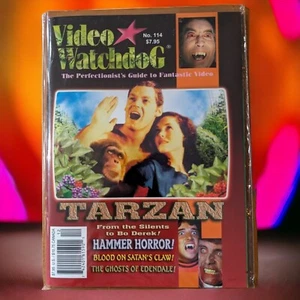 Video
Watchdog®
No. 114
$7.95
The Perfectionist's Guide to Fantastic Video
TARZAN
From the Silents
to Bo Derek!
HAMMER HORROR!
BLOOD ON SATAN'S CLAW!
THE GHOSTS OF EDENDALE!